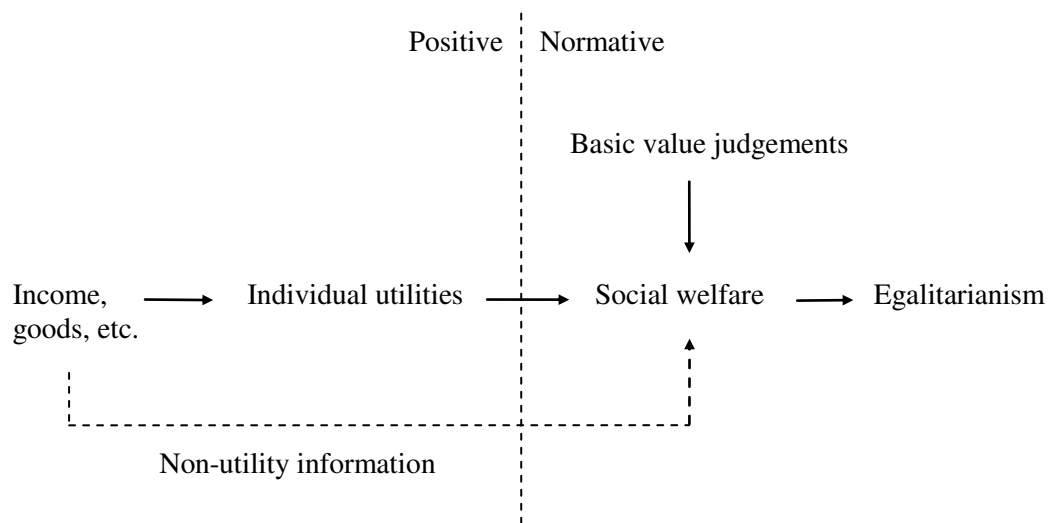 Positive Normative
Basic value judgements
Income,
goods, etc.
Individual utilities
Social welfare
Egalitarianism
Non-utility information